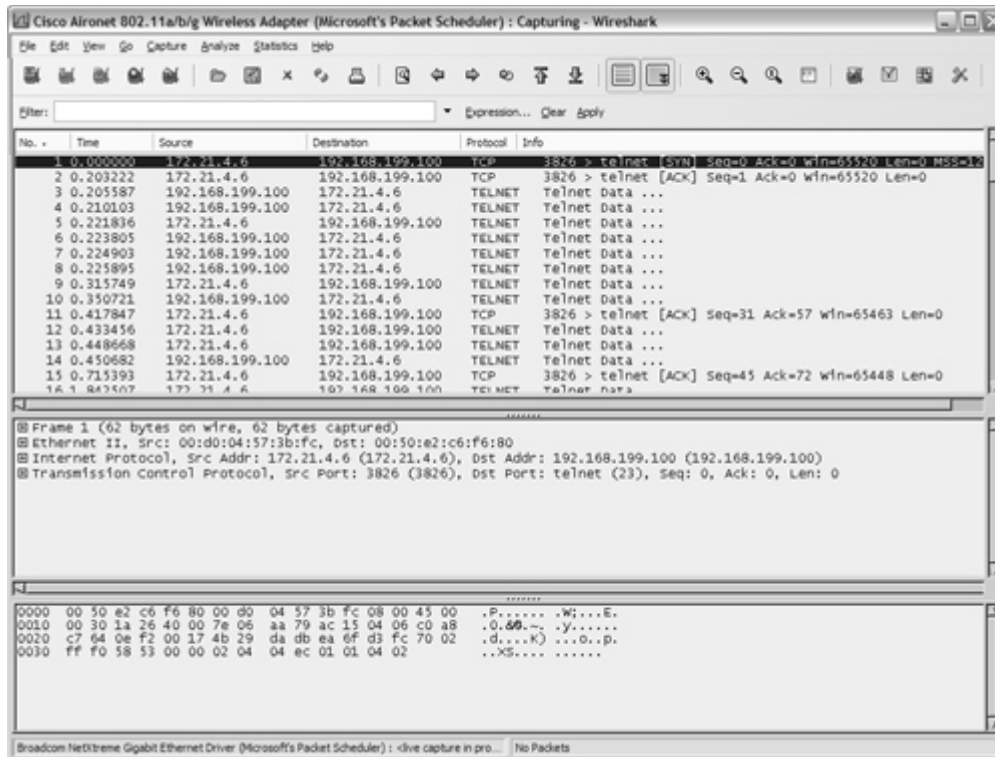 Cisco Aironet 802.11a/b/g Wireless Adapter (Microsoft's Packet Scheduler) : Capturing - Wireshark
File Edit View Go Capture Analyze Statistics Help
Filter: Expression... Clear Apply
No. Time Source Destination Protocol Info
1 0.000000 172.21.4.6 192.168.199.100 TCP 3826 > telnet [SYN] Seq=0 Ack=0 Win=65520 Len=0 MSS=12
2 0.203222 172.21.4.6 192.168.199.100 TCP 3826 > telnet [ACK] Seq=1 Ack=0 Win=65520 Len=0
3 0.205587 192.168.199.100 172.21.4.6 TELNET Telnet Data ...
4 0.210103 192.168.199.100 172.21.4.6 TELNET Telnet Data ...
5 0.221836 172.21.4.6 192.168.199.100 TELNET Telnet Data ...
6 0.223805 192.168.199.100 172.21.4.6 TELNET Telnet Data ...
7 0.224903 192.168.199.100 172.21.4.6 TELNET Telnet Data ...
8 0.225895 192.168.199.100 172.21.4.6 TELNET Telnet Data ...
9 0.315749 172.21.4.6 192.168.199.100 TELNET Telnet Data ...
10 0.350721 192.168.199.100 172.21.4.6 TELNET Telnet Data ...
11 0.417847 172.21.4.6 192.168.199.100 TCP 3826 > telnet [ACK] Seq=31 Ack=57 Win=65463 Len=0
12 0.433456 172.21.4.6 192.168.199.100 TELNET Telnet Data ...
13 0.448668 172.21.4.6 192.168.199.100 TELNET Telnet Data ...
14 0.450682 192.168.199.100 172.21.4.6 TELNET Telnet Data ...
15 0.715393 172.21.4.6 192.168.199.100 TCP 3826 > telnet [ACK] Seq=45 Ack=72 Win=65448 Len=0
16 1.842507 172.21.4.6 192.168.199.100 TELNET Telnet Data
Frame 1 (62 bytes on wire, 62 bytes captured)
Ethernet II, Src: 00:d0:04:57:3b:fc, Dst: 00:50:e2:c6:f6:80
Internet Protocol, Src Addr: 172.21.4.6 (172.21.4.6), Dst Addr: 192.168.199.100 (192.168.199.100)
Transmission Control Protocol, Src Port: 3826 (3826), Dst Port: telnet (23), Seq: 0, Ack: 0, Len: 0
0000 00 50 e2 c6 f6 80 00 d0 04 57 3b fc 08 00 45 00 .P...... .W;...E.
0010 00 30 1a 26 40 00 7e 06 aa 79 ac 15 04 06 c0 a8 .0.&@.~. .y......
0020 c7 64 0e f2 00 17 4b 29 da db ea 6f d3 fc 70 02 .d....K) ...o..p.
0030 ff f0 58 53 00 00 02 04 04 ec 01 01 04 02 ..XS.... ......
Broadcom NetXtreme Gigabit Ethernet Driver (Microsoft's Packet Scheduler) : <live capture in pro... No Packets